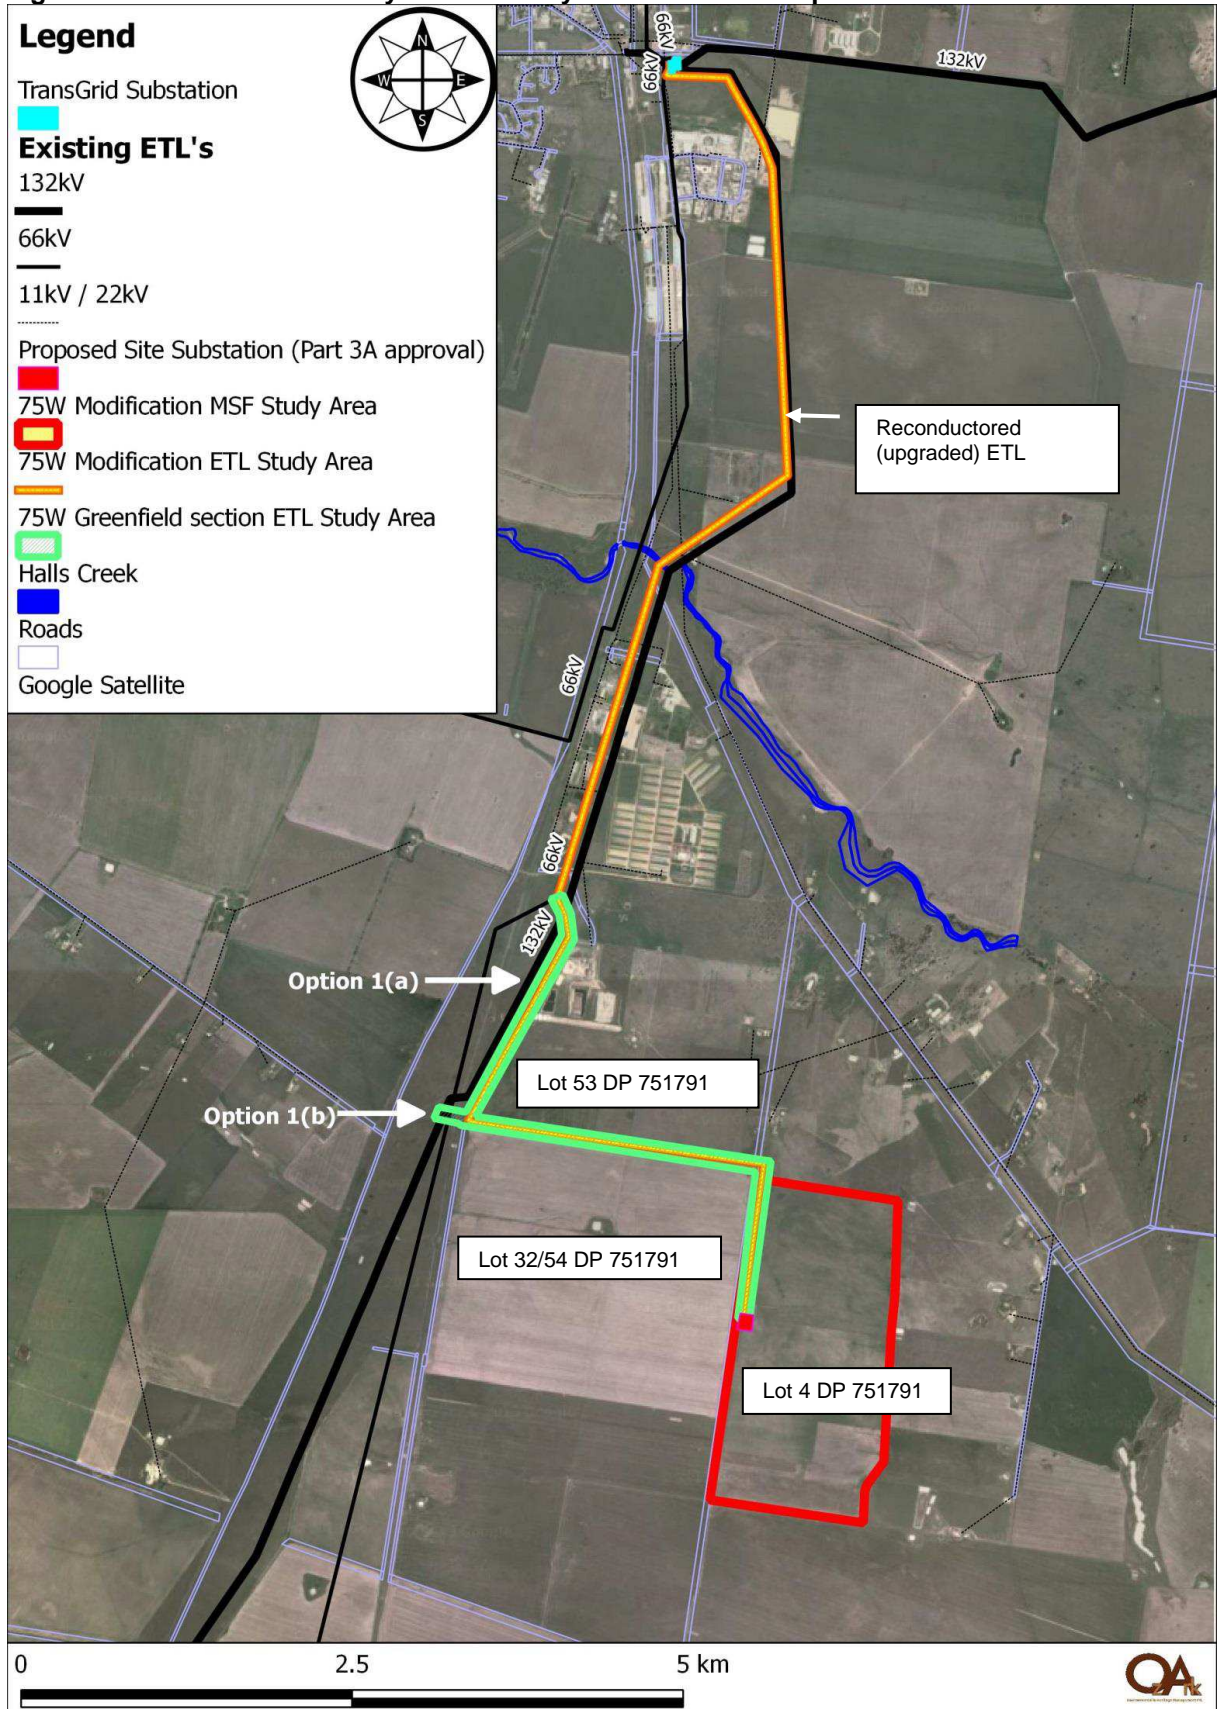 Legend
TransGrid Substation
Existing ETL's
132kV
66kV
11kV / 22kV
Proposed Site Substation (Part 3A approval)
75W Modification MSF Study Area
75W Modification ETL Study Area
75W Greenfield section ETL Study Area
Halls Creek
Roads
Google Satellite
N
E
S
W
66kV
66kV
132kV
Reconductored
(upgraded) ETL
66kV
66kV
132kV
Option 1(a)
Lot 53 DP 751791
Option 1(b)
Lot 32/54 DP 751791
Lot 4 DP 751791
0 2.5 5 km
OzArk